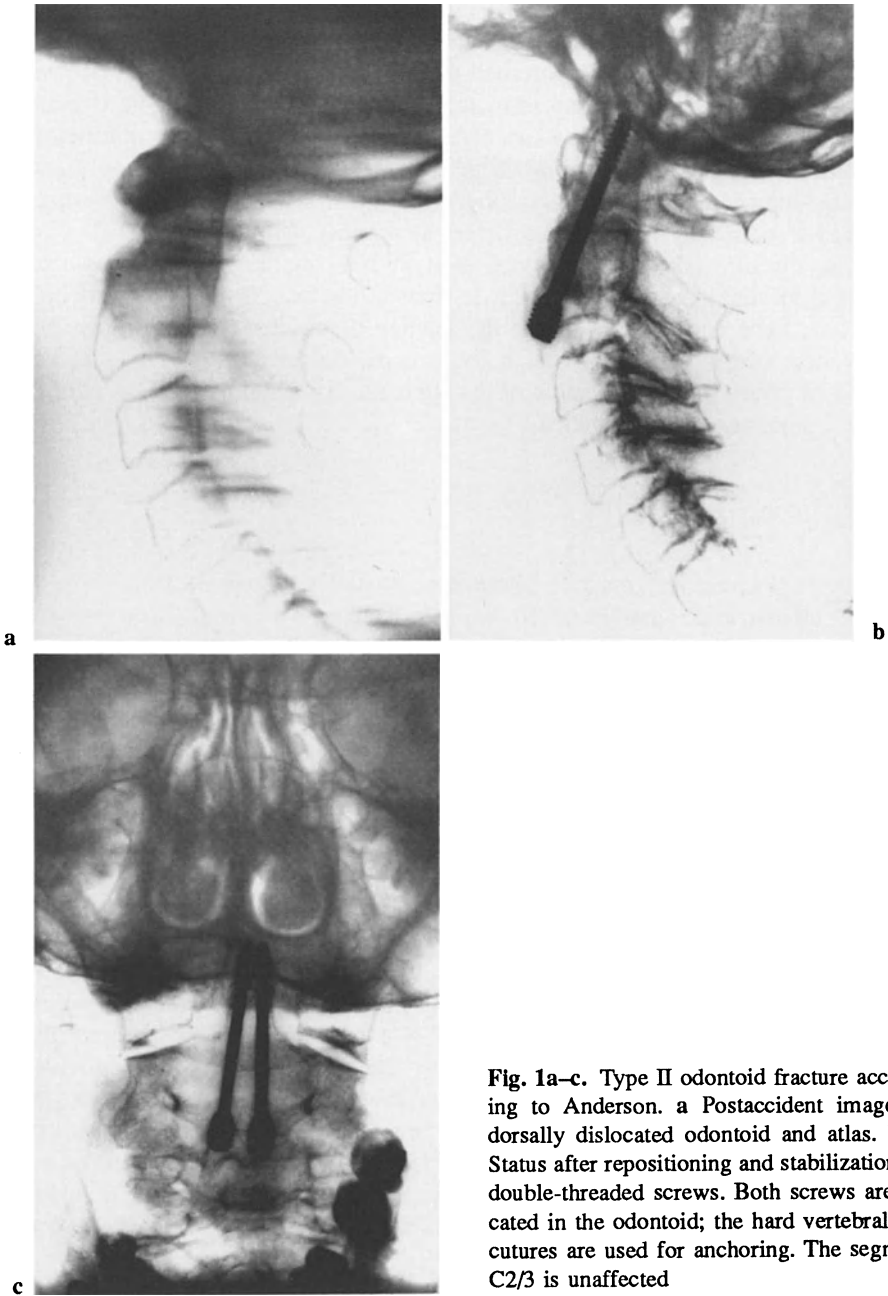 a
b
c
Fig. 1a–c. Type II odontoid fracture acc
ing to Anderson. a Postaccident image
dorsally dislocated odontoid and atlas.
Status after repositioning and stabilization
double-threaded screws. Both screws are
cated in the odontoid; the hard vertebral
cutures are used for anchoring. The segr
C2/3 is unaffected